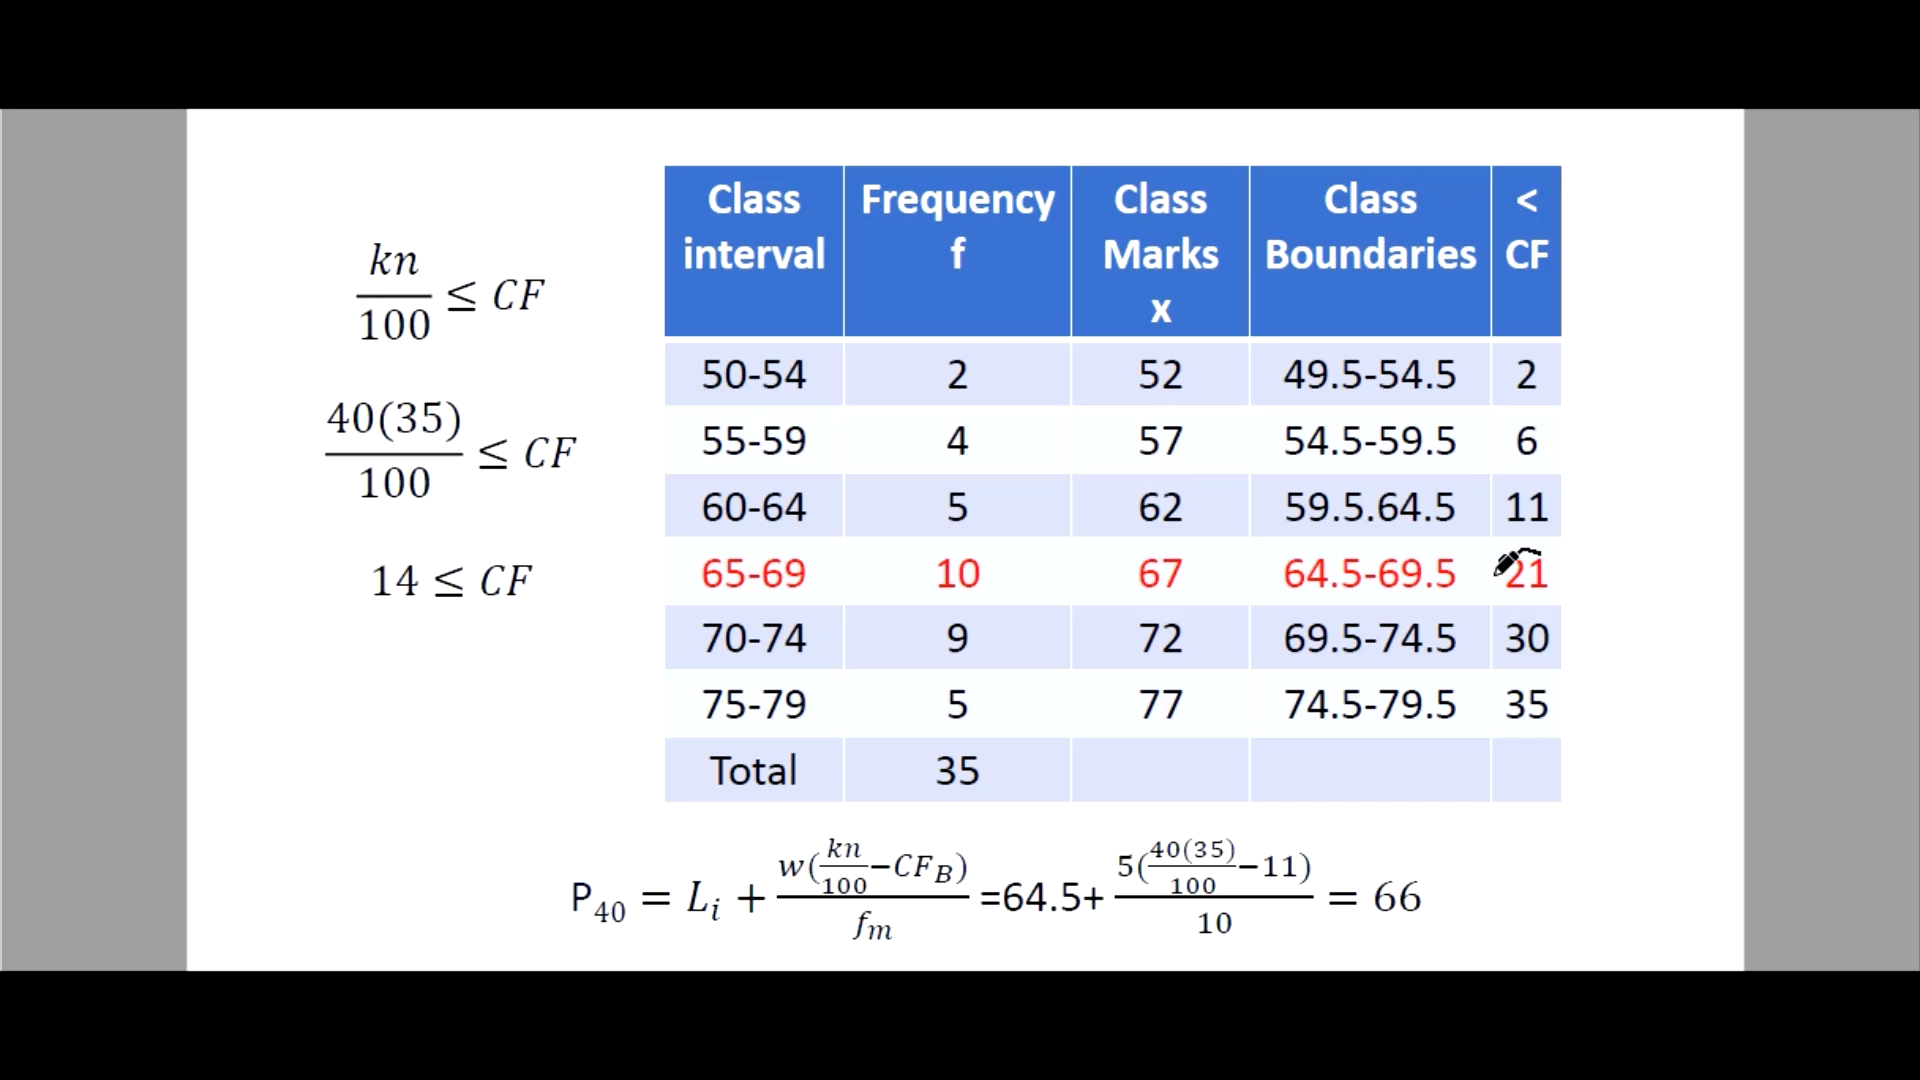 kn/100 ≤ CF
40(35)/100 ≤ CF
14 ≤ CF
Class interval | Frequency f | Class Marks x | Class Boundaries | < CF
50-54 | 2 | 52 | 49.5-54.5 | 2
55-59 | 4 | 57 | 54.5-59.5 | 6
60-64 | 5 | 62 | 59.5.64.5 | 11
65-69 | 10 | 67 | 64.5-69.5 | 21
70-74 | 9 | 72 | 69.5-74.5 | 30
75-79 | 5 | 77 | 74.5-79.5 | 35
Total | 35
P₄₀ = Lᵢ + w(kn/100−CF_B)/fₘ =64.5+ 5(40(35)/100−11)/10 = 66